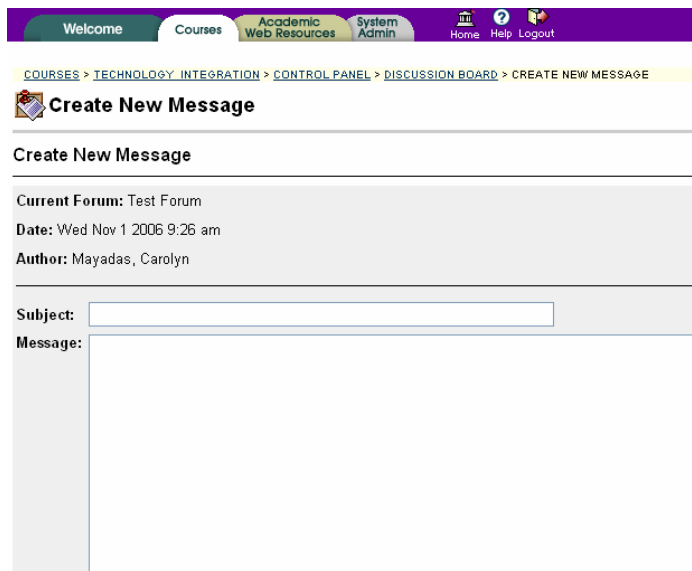 Welcome
Courses
Academic
Web Resources
System
Admin
Home Help Logout
COURSES > TECHNOLOGY INTEGRATION > CONTROL PANEL > DISCUSSION BOARD > CREATE NEW MESSAGE
Create New Message
Create New Message
Current Forum: Test Forum
Date: Wed Nov 1 2006 9:26 am
Author: Mayadas, Carolyn
Subject:
Message: